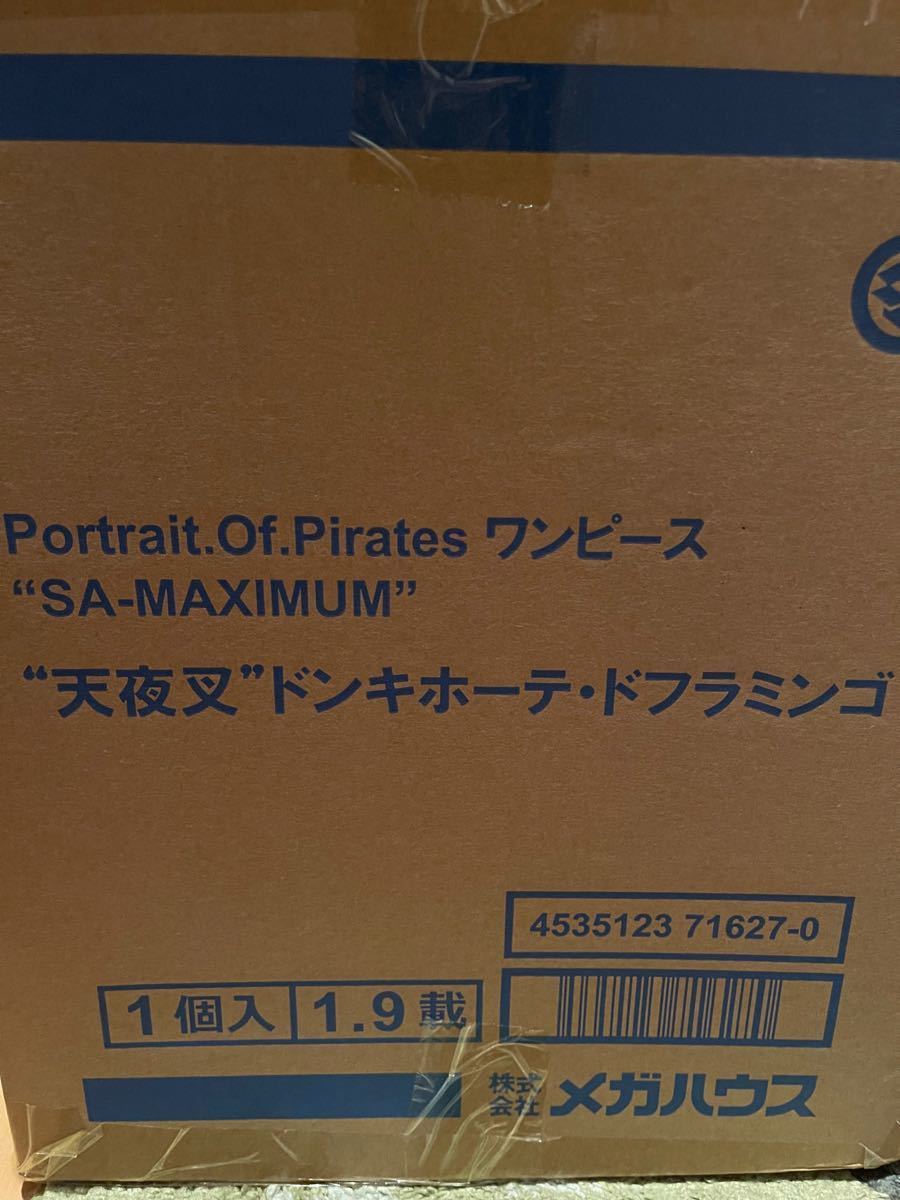 Portrait.Of.Pirates ワンピース
“SA-MAXIMUM”
“天夜叉”ドンキホーテ・ドフラミンゴ
4535123 71627-0
1個入 1.9載
株式会社 メガハウス